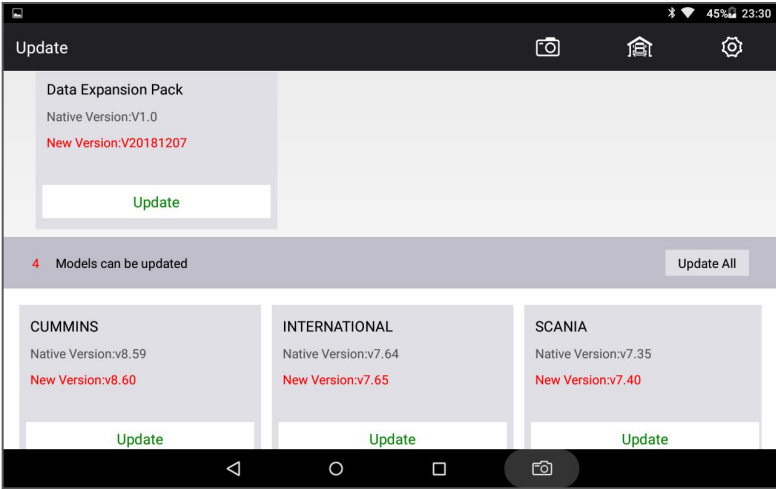 45% 23:30
Update
Data Expansion Pack
Native Version:V1.0
New Version:V20181207
Update
4 Models can be updated
Update All
CUMMINS
Native Version:v8.59
New Version:v8.60
Update
INTERNATIONAL
Native Version:v7.64
New Version:v7.65
Update
SCANIA
Native Version:v7.35
New Version:v7.40
Update